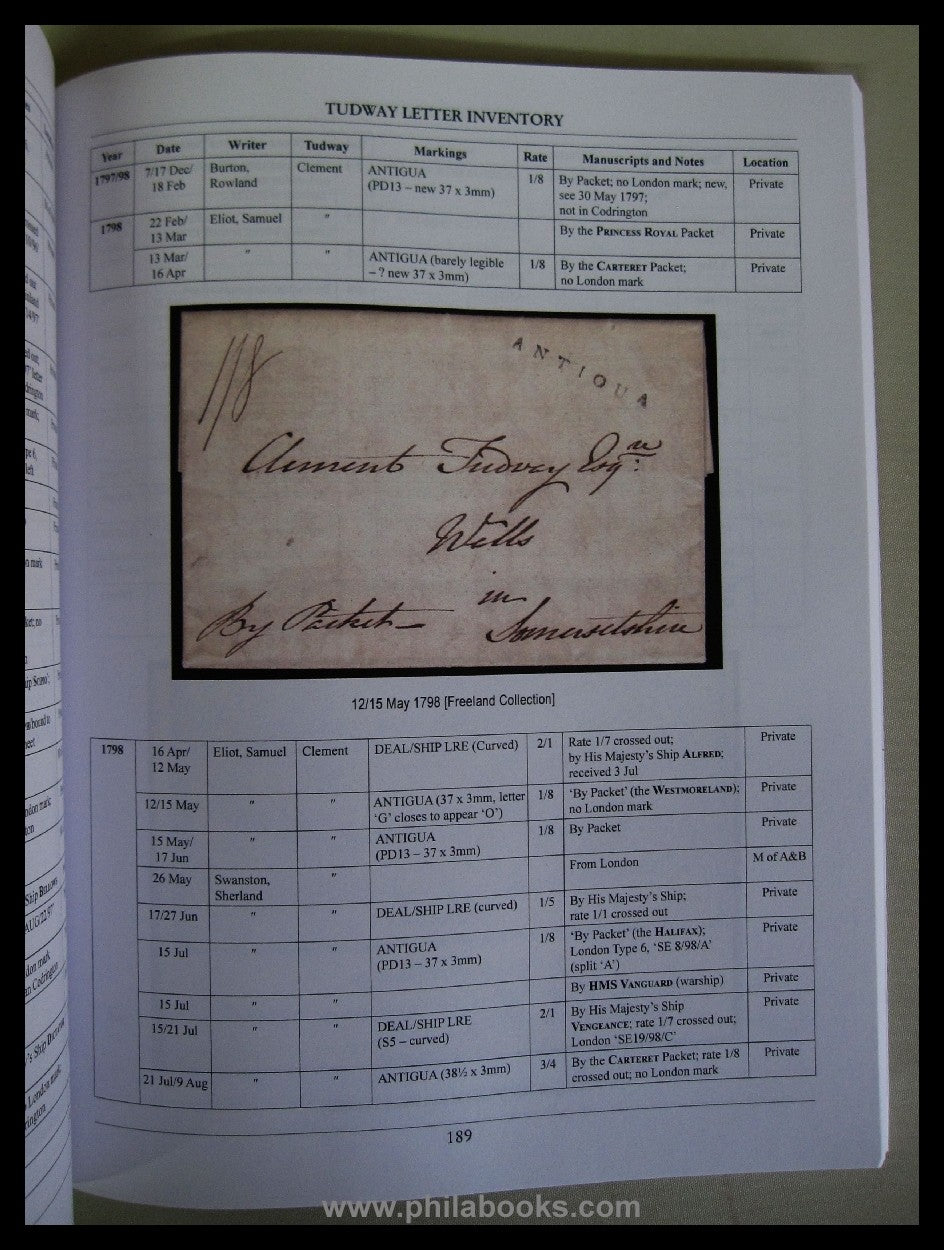 TUDWAY LETTER INVENTORY
Year Date Writer Tudway Markings Rate Manuscripts and Notes Location
1797/98 7/17 Dec/ Burton, Clement ANTIGUA 1/8 By Packet; no London mark; new, Private
18 Feb Rowland (PD13 – new 37 x 3mm) see 30 May 1797;
not in Codrington
1798 22 Feb/ Eliot, Samuel " By the PRINCESS ROYAL Packet Private
13 Mar
13 Mar/ " " ANTIGUA (barely legible 1/8 By the CARTERET Packet; Private
16 Apr – ? new 37 x 3mm) no London mark
1/8
ANTIGUA
Clement Tudway Esqr:
Wells
in
By Packet Somersetshire
12/15 May 1798 [Freeland Collection]
1798 16 Apr/ Eliot, Samuel Clement DEAL/SHIP LRE (Curved) 2/1 Rate 1/7 crossed out; Private
12 May by His Majesty's Ship ALFRED;
received 3 Jul
12/15 May " " ANTIGUA (37 x 3mm, letter 1/8 'By Packet' (the WESTMORELAND); Private
'G' closes to appear 'O') no London mark
15 May/ " " ANTIGUA 1/8 By Packet Private
17 Jun (PD13 – 37 x 3mm)
26 May Swanston, " From London M of A&B
Sherland
17/27 Jun " " DEAL/SHIP LRE (curved) 1/5 By His Majesty's Ship; Private
rate 1/1 crossed out
15 Jul " " ANTIGUA 1/8 'By Packet' (the HALIFAX); Private
(PD13 – 37 x 3mm) London Type 6, 'SE 8/98/A'
(split 'A')
15 Jul " " By HMS VANGUARD (warship) Private
15/21 Jul " " DEAL/SHIP LRE 2/1 By His Majesty's Ship Private
(S5 – curved) VENGEANCE; rate 1/7 crossed out;
London 'SE19/98/C'
21 Jul/9 Aug " " ANTIGUA (38½ x 3mm) 3/4 By the CARTERET Packet; rate 1/8 Private
crossed out; no London mark
189
www.philabooks.com